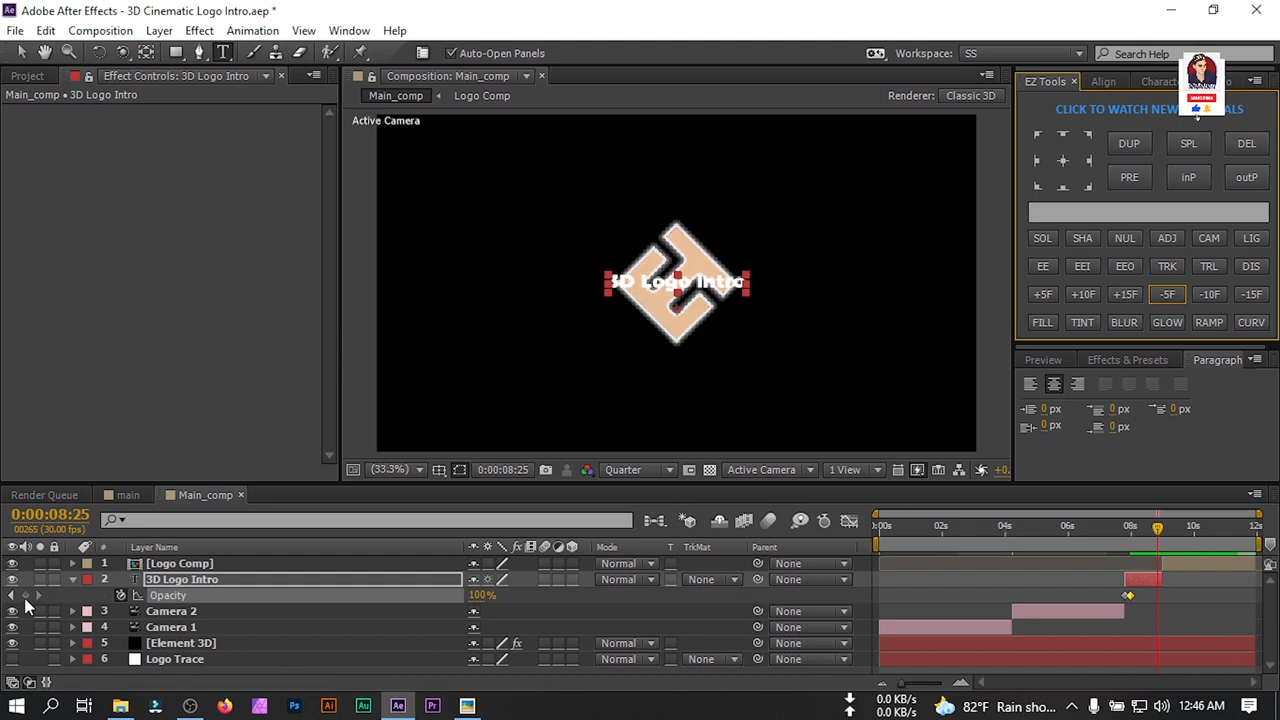 Adobe After Effects - 3D Cinematic Logo Intro.aep *
File Edit Composition Layer Effect Animation View Window Help
Auto-Open Panels Workspace: SS Search Help
Project Effect Controls: 3D Logo Intro Composition: Main_comp EZ Tools Align
Main_comp • 3D Logo Intro Main_comp Renderer: Classic 3D
Active Camera
CLICK TO WATCH
DUP SPL DEL
PRE inP outP
SOL SHA NUL ADJ CAM LIG
EE EEI EEO TRK TRL DIS
+5F +10F +15F -5F -10F -15F
FILL TINT BLUR GLOW RAMP CURV
3D Logo Intro
Preview Effects & Presets Paragraph
0 px 0 px 0 px
0 px 0 px
(33.3%) 0:00:08:25 Quarter Active Camera 1 View +0.
Render Queue main Main_comp
0:00:08:25
00265 (30.00 fps)
:00s 02s 04s 06s 08s 10s 12s
# Layer Name Mode T TrkMat Parent
1 [Logo Comp] Normal None
2 T 3D Logo Intro Normal None None
Opacity 100%
3 Camera 2 None
4 Camera 1 None
5 [Element 3D] fx Normal None None
6 Logo Trace Normal None None
Ps Ai Au Ae Pr 0.0 KB/s 0.0 KB/s 82°F Rain sho... 12:46 AM